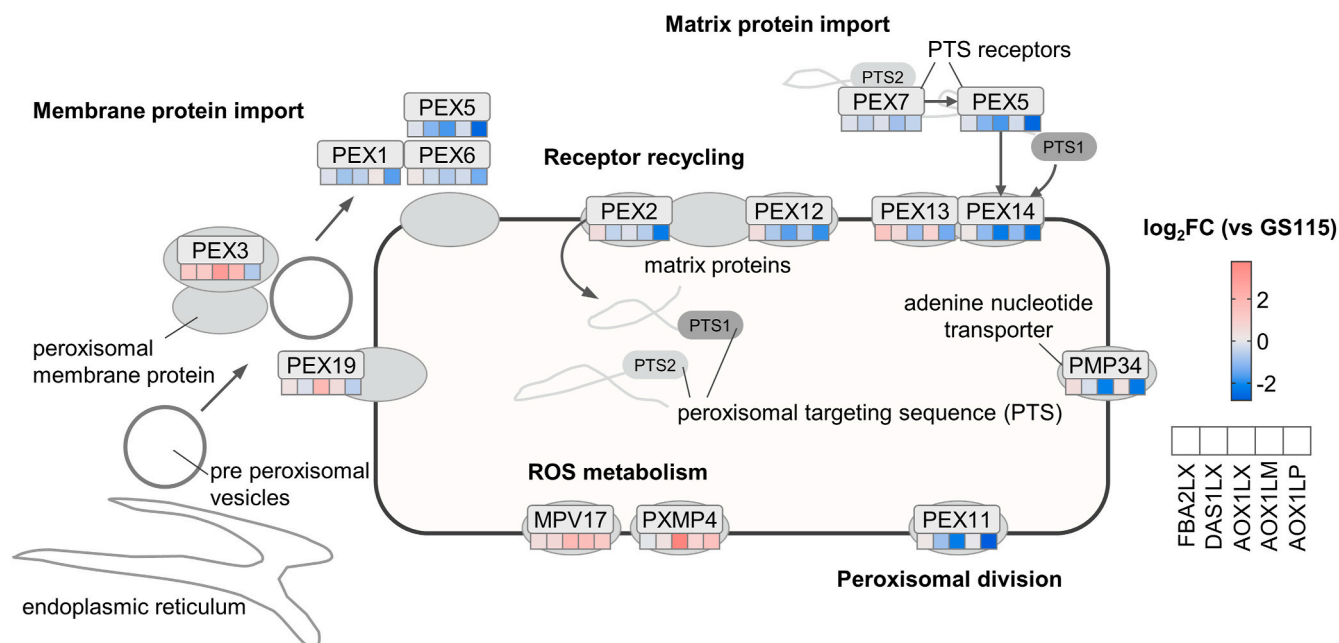 Matrix protein import
PTS receptors
PTS2
PEX7
PEX5
PTS1
Membrane protein import
PEX5
PEX1
PEX6
Receptor recycling
PEX2
PEX12
PEX13
PEX14
log₂FC (vs GS115)
2
0
-2
PEX3
matrix proteins
PTS1
PTS2
adenine nucleotide
transporter
PMP34
peroxisomal
membrane protein
PEX19
peroxisomal targeting sequence (PTS)
FBA2LX
DAS1LX
AOX1LX
AOX1LM
AOX1LP
pre peroxisomal
vesicles
ROS metabolism
MPV17
PXMP4
PEX11
Peroxisomal division
endoplasmic reticulum